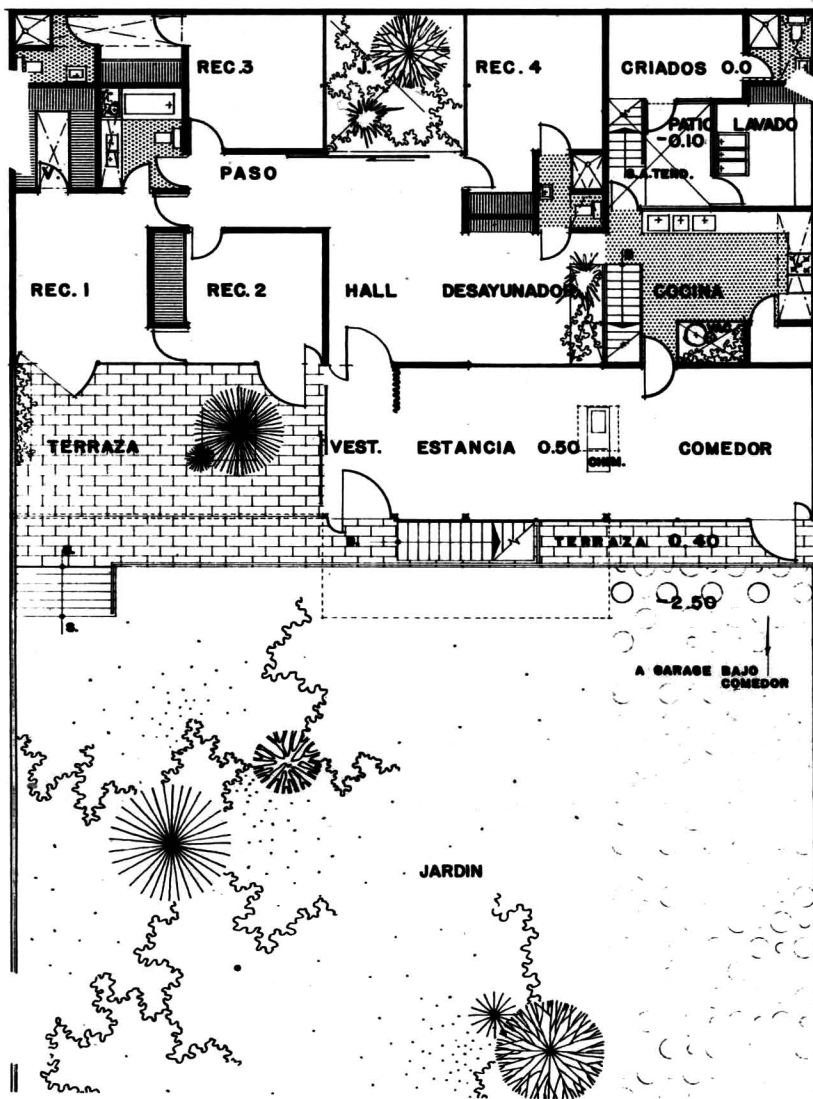 REC.3
J.
REC. 4
CRIADOS 0.0
PATIO
-0.10
LAVADO
V.
PASO
S.A.TEND.
REC. 1
REC. 2
HALL
DESAYUNADOR
B
COCINA
TERRAZA
VEST.
ESTANCIA 0.50
CHIM.
COMEDOR
B.
TERRAZA 0.40
B.
S.
-2.50
A GARAGE BAJO
COMEDOR
JARDIN